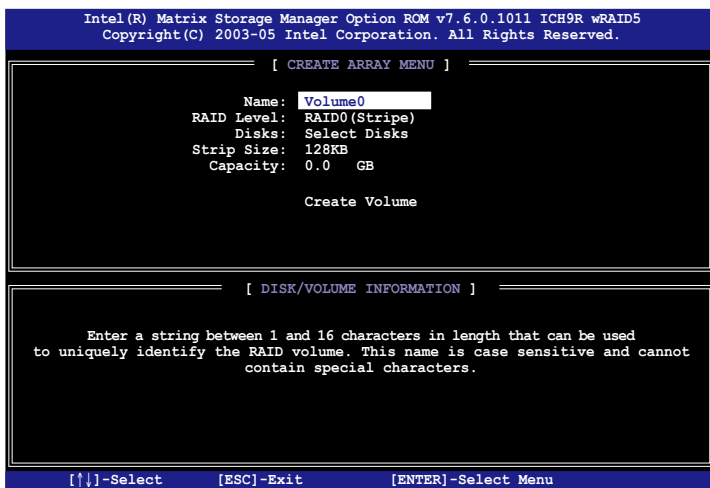 Intel(R) Matrix Storage Manager Option ROM v7.6.0.1011 ICH9R wRAID5
Copyright(C) 2003-05 Intel Corporation. All Rights Reserved.
[ CREATE ARRAY MENU ]
Name: Volume0
RAID Level: RAID0(Stripe)
Disks: Select Disks
Strip Size: 128KB
Capacity: 0.0 GB
Create Volume
[ DISK/VOLUME INFORMATION ]
Enter a string between 1 and 16 characters in length that can be used
to uniquely identify the RAID volume. This name is case sensitive and cannot
contain special characters.
[↑↓]-Select [ESC]-Exit [ENTER]-Select Menu